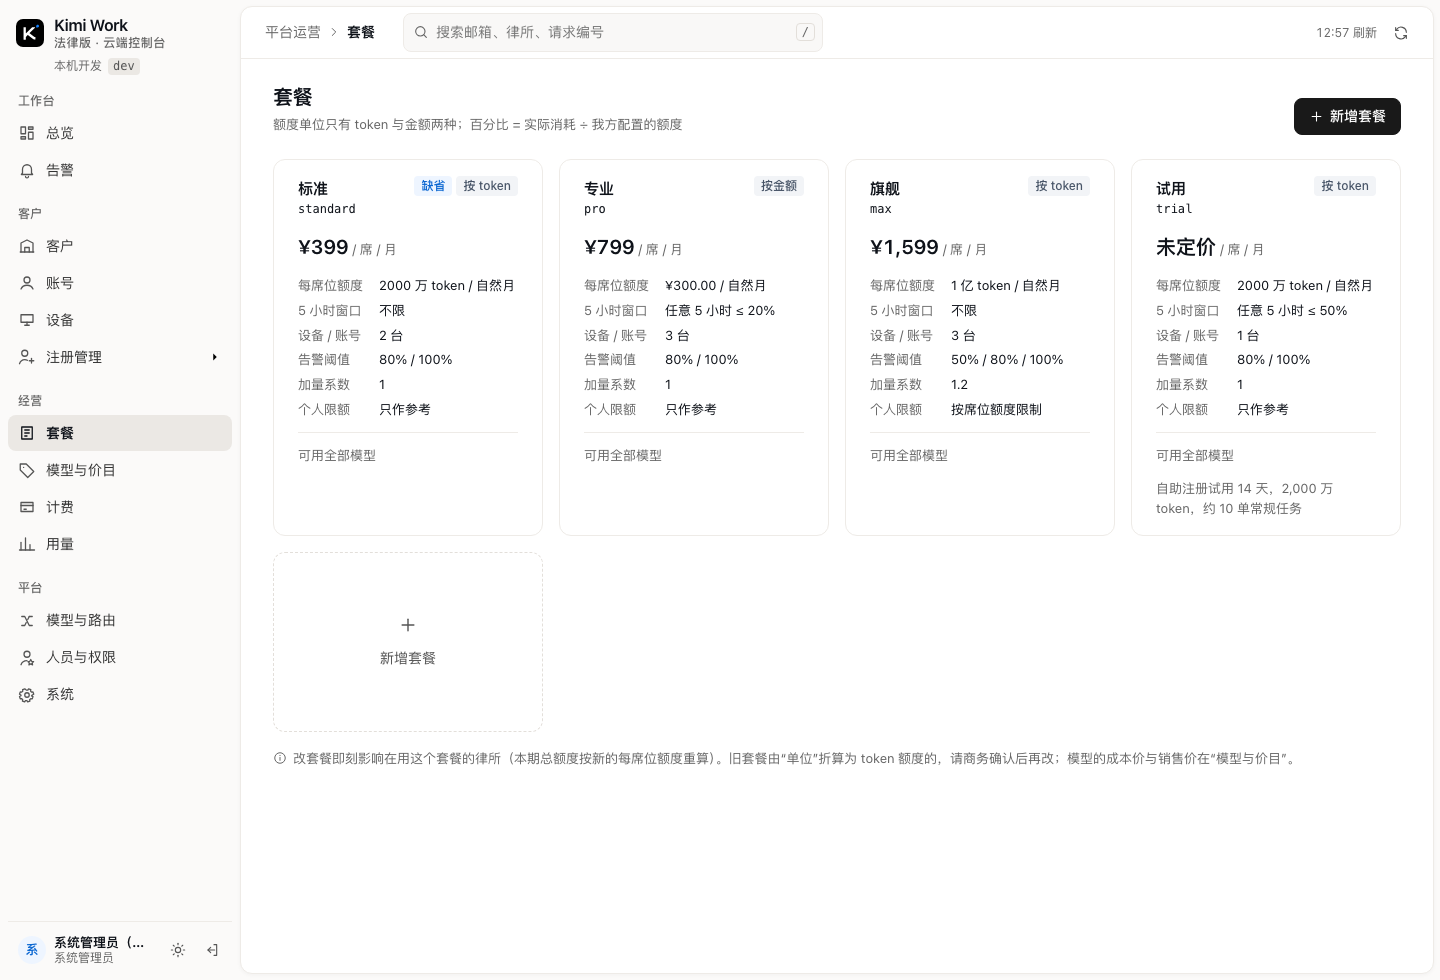 Kimi Work
法律版 · 云端控制台
本机开发 dev
工作台
总览
告警
客户
客户
账号
设备
注册管理
经营
套餐
模型与价目
计费
用量
平台
模型与路由
人员与权限
系统
系 系统管理员（...
系统管理员
平台运营 > 套餐
搜索邮箱、律所、请求编号 /
12:57 刷新
套餐
额度单位只有 token 与金额两种；百分比 = 实际消耗 ÷ 我方配置的额度
+ 新增套餐
标准 缺省 按 token
standard
¥399 / 席 / 月
每席位额度 2000 万 token / 自然月
5 小时窗口 不限
设备 / 账号 2 台
告警阈值 80% / 100%
加量系数 1
个人限额 只作参考
可用全部模型
专业 按金额
pro
¥799 / 席 / 月
每席位额度 ¥300.00 / 自然月
5 小时窗口 任意 5 小时 ≤ 20%
设备 / 账号 3 台
告警阈值 80% / 100%
加量系数 1
个人限额 只作参考
可用全部模型
旗舰 按 token
max
¥1,599 / 席 / 月
每席位额度 1 亿 token / 自然月
5 小时窗口 不限
设备 / 账号 3 台
告警阈值 50% / 80% / 100%
加量系数 1.2
个人限额 按席位额度限制
可用全部模型
试用 按 token
trial
未定价 / 席 / 月
每席位额度 2000 万 token / 自然月
5 小时窗口 任意 5 小时 ≤ 50%
设备 / 账号 1 台
告警阈值 80% / 100%
加量系数 1
个人限额 只作参考
可用全部模型
自助注册试用 14 天，2,000 万
token，约 10 单常规任务
+
新增套餐
改套餐即刻影响在用这个套餐的律所（本期总额度按新的每席位额度重算）。旧套餐由“单位”折算为 token 额度的，请商务确认后再改；模型的成本价与销售价在“模型与价目”。